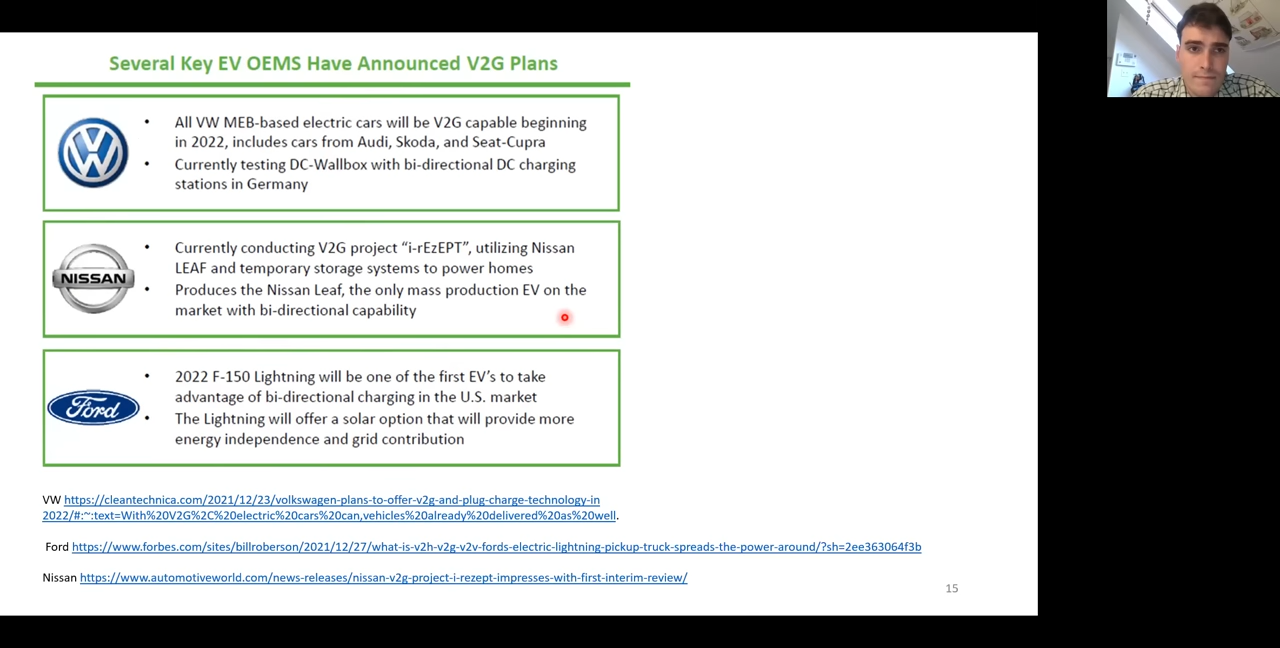 Several Key EV OEMS Have Announced V2G Plans
• All VW MEB-based electric cars will be V2G capable beginning
in 2022, includes cars from Audi, Skoda, and Seat-Cupra
• Currently testing DC-Wallbox with bi-directional DC charging
stations in Germany
NISSAN
• Currently conducting V2G project “i-rEzEPT”, utilizing Nissan
LEAF and temporary storage systems to power homes
• Produces the Nissan Leaf, the only mass production EV on the
market with bi-directional capability
Ford
• 2022 F-150 Lightning will be one of the first EV’s to take
advantage of bi-directional charging in the U.S. market
• The Lightning will offer a solar option that will provide more
energy independence and grid contribution
VW https://cleantechnica.com/2021/12/23/volkswagen-plans-to-offer-v2g-and-plug-charge-technology-in
2022/#:~:text=With%20V2G%2C%20electric%20cars%20can,vehicles%20already%20delivered%20as%20well.
Ford https://www.forbes.com/sites/billroberson/2021/12/27/what-is-v2h-v2g-v2v-fords-electric-lightning-pickup-truck-spreads-the-power-around/?sh=2ee363064f3b
Nissan https://www.automotiveworld.com/news-releases/nissan-v2g-project-i-rezept-impresses-with-first-interim-review/
15